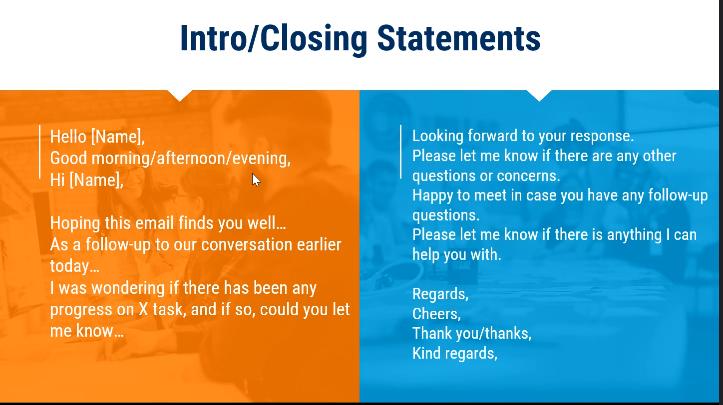 Intro/Closing Statements
Hello [Name],
Good morning/afternoon/evening,
Hi [Name],
Hoping this email finds you well...
As a follow-up to our conversation earlier
today...
I was wondering if there has been any
progress on X task, and if so, could you let
me know...
Looking forward to your response.
Please let me know if there are any other
questions or concerns.
Happy to meet in case you have any follow-up
questions.
Please let me know if there is anything I can
help you with.
Regards,
Cheers,
Thank you/thanks,
Kind regards,